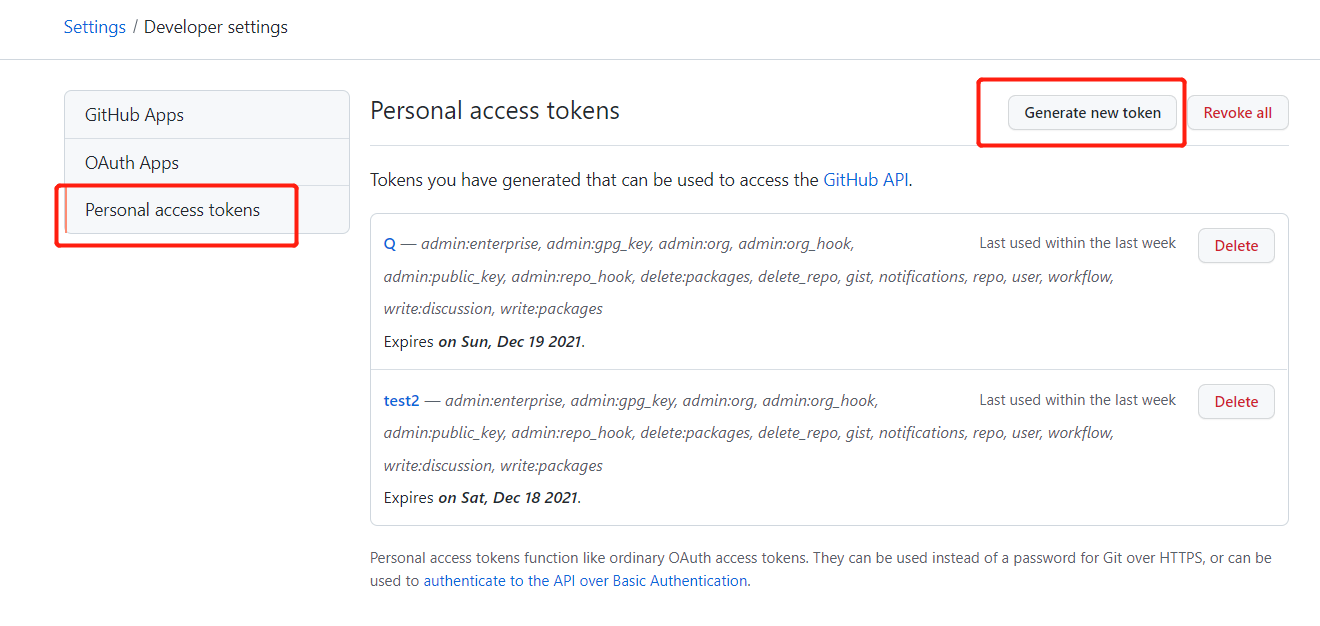 Settings / Developer settings
GitHub Apps
OAuth Apps
Personal access tokens
Personal access tokens
Generate new token
Revoke all
Tokens you have generated that can be used to access the GitHub API.
Q — admin:enterprise, admin:gpg_key, admin:org, admin:org_hook,
Last used within the last week
Delete
admin:public_key, admin:repo_hook, delete:packages, delete_repo, gist, notifications, repo, user, workflow,
write:discussion, write:packages
Expires on Sun, Dec 19 2021.
test2 — admin:enterprise, admin:gpg_key, admin:org, admin:org_hook,
Last used within the last week
Delete
admin:public_key, admin:repo_hook, delete:packages, delete_repo, gist, notifications, repo, user, workflow,
write:discussion, write:packages
Expires on Sat, Dec 18 2021.
Personal access tokens function like ordinary OAuth access tokens. They can be used instead of a password for Git over HTTPS, or can be
used to authenticate to the API over Basic Authentication.